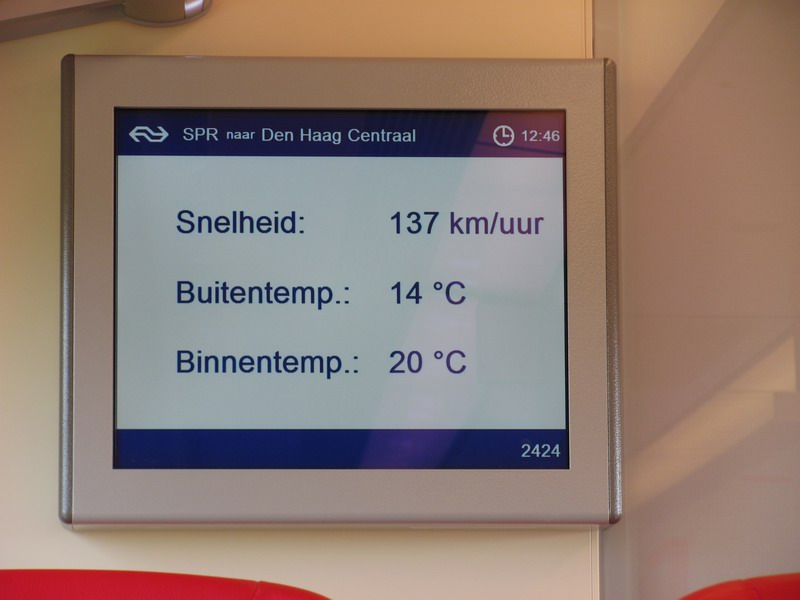 SPR naar Den Haag Centraal 12:46
Snelheid: 137 km/uur
Buitentemp.: 14 °C
Binnentemp.: 20 °C
2424